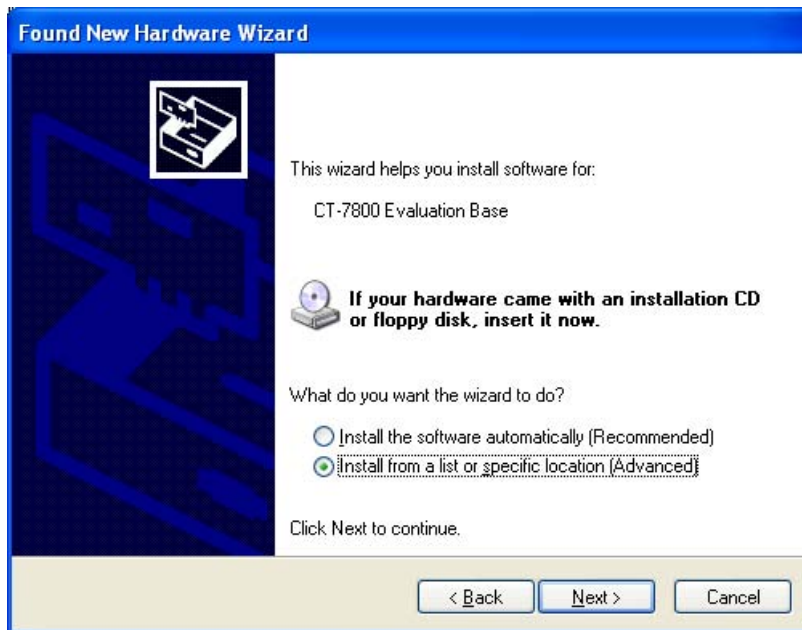 Found New Hardware Wizard
This wizard helps you install software for:
CT-7800 Evaluation Base
If your hardware came with an installation CD
or floppy disk, insert it now.
What do you want the wizard to do?
Install the software automatically (Recommended)
Install from a list or specific location (Advanced)
Click Next to continue.
< Back
Next >
Cancel